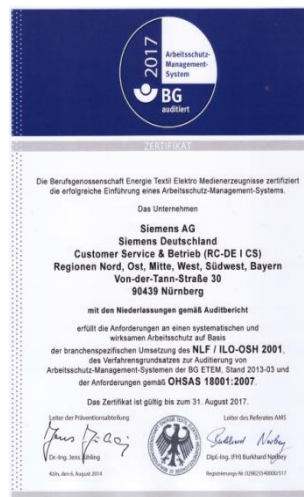 2017
Arbeitsschutz-
Management-
System
BG
auditiert
ZERTIFIKAT
Die Berufsgenossenschaft Energie Textil Elektro Medienerzeugnisse zertifiziert
die erfolgreiche Einführung eines Arbeitsschutz-Management-Systems.
Das Unternehmen
Siemens AG
Siemens Deutschland
Customer Service & Betrieb (RC-DE I CS)
Regionen Nord, Ost, Mitte, West, Südwest, Bayern
Von-der-Tann-Straße 30
90439 Nürnberg
mit den Niederlassungen gemäß Auditbericht
erfüllt die Anforderungen an einen systematischen und
wirksamen Arbeitsschutz auf Basis
der branchenspezifischen Umsetzung des NLF / ILO-OSH 2001,
des Verfahrensgrundsatzes zur Auditierung von
Arbeitsschutz-Management-Systemen der BG ETEM, Stand 2013-03 und
der Anforderungen gemäß OHSAS 18001:2007.
Das Zertifikat ist gültig bis zum 31. August 2017.
Leiter der Präventionsabteilung
Leiter des Referates AMS
Dr.-Ing. Jens Jühling
Dipl.-Ing. (FH) Burkhard Norbey
Köln, den 6. August 2014
Registrierungs-Nr.